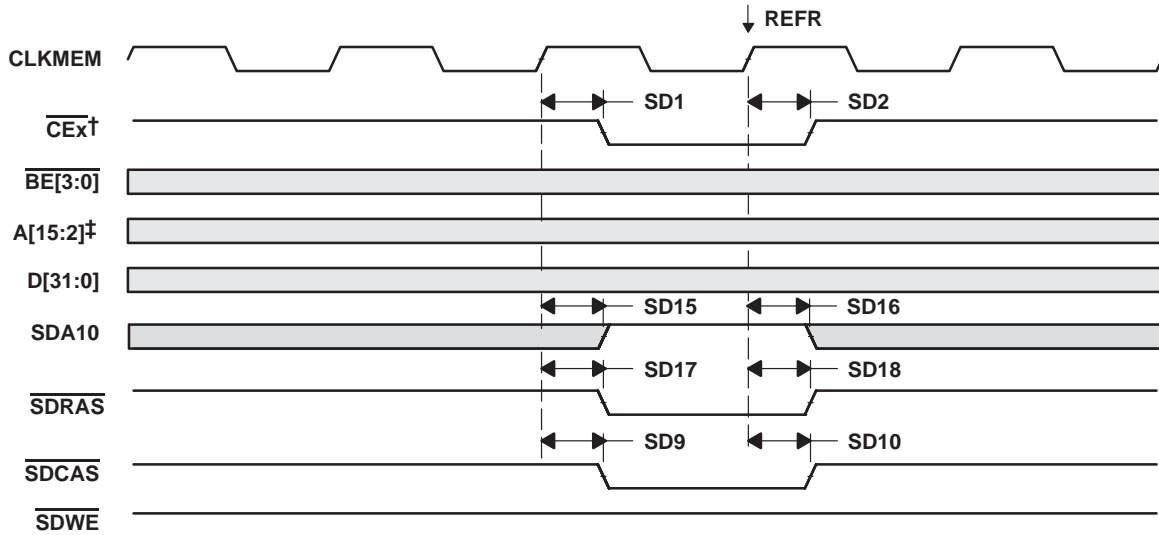 REFR
CLKMEM
SD1 SD2
CEx†
BE[3:0]
A[15:2]‡
D[31:0]
SD15 SD16
SDA10
SD17 SD18
SDRAS
SD9 SD10
SDCAS
SDWE